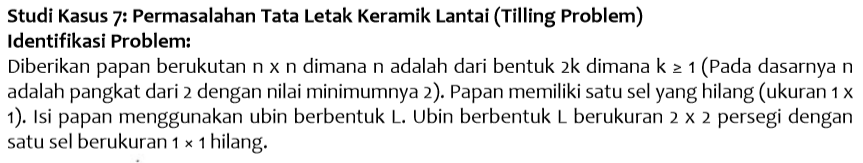 Studi Kasus 7: Permasalahan Tata Letak Keramik Lantai (Tilling Problem)
Identifikasi Problem:
Diberikan papan berukutan n x n dimana n adalah dari bentuk 2k dimana k ≥ 1 (Pada dasarnya n
adalah pangkat dari 2 dengan nilai minimumnya 2). Papan memiliki satu sel yang hilang (ukuran 1 x
1). Isi papan menggunakan ubin berbentuk L. Ubin berbentuk L berukuran 2 x 2 persegi dengan
satu sel berukuran 1 × 1 hilang.